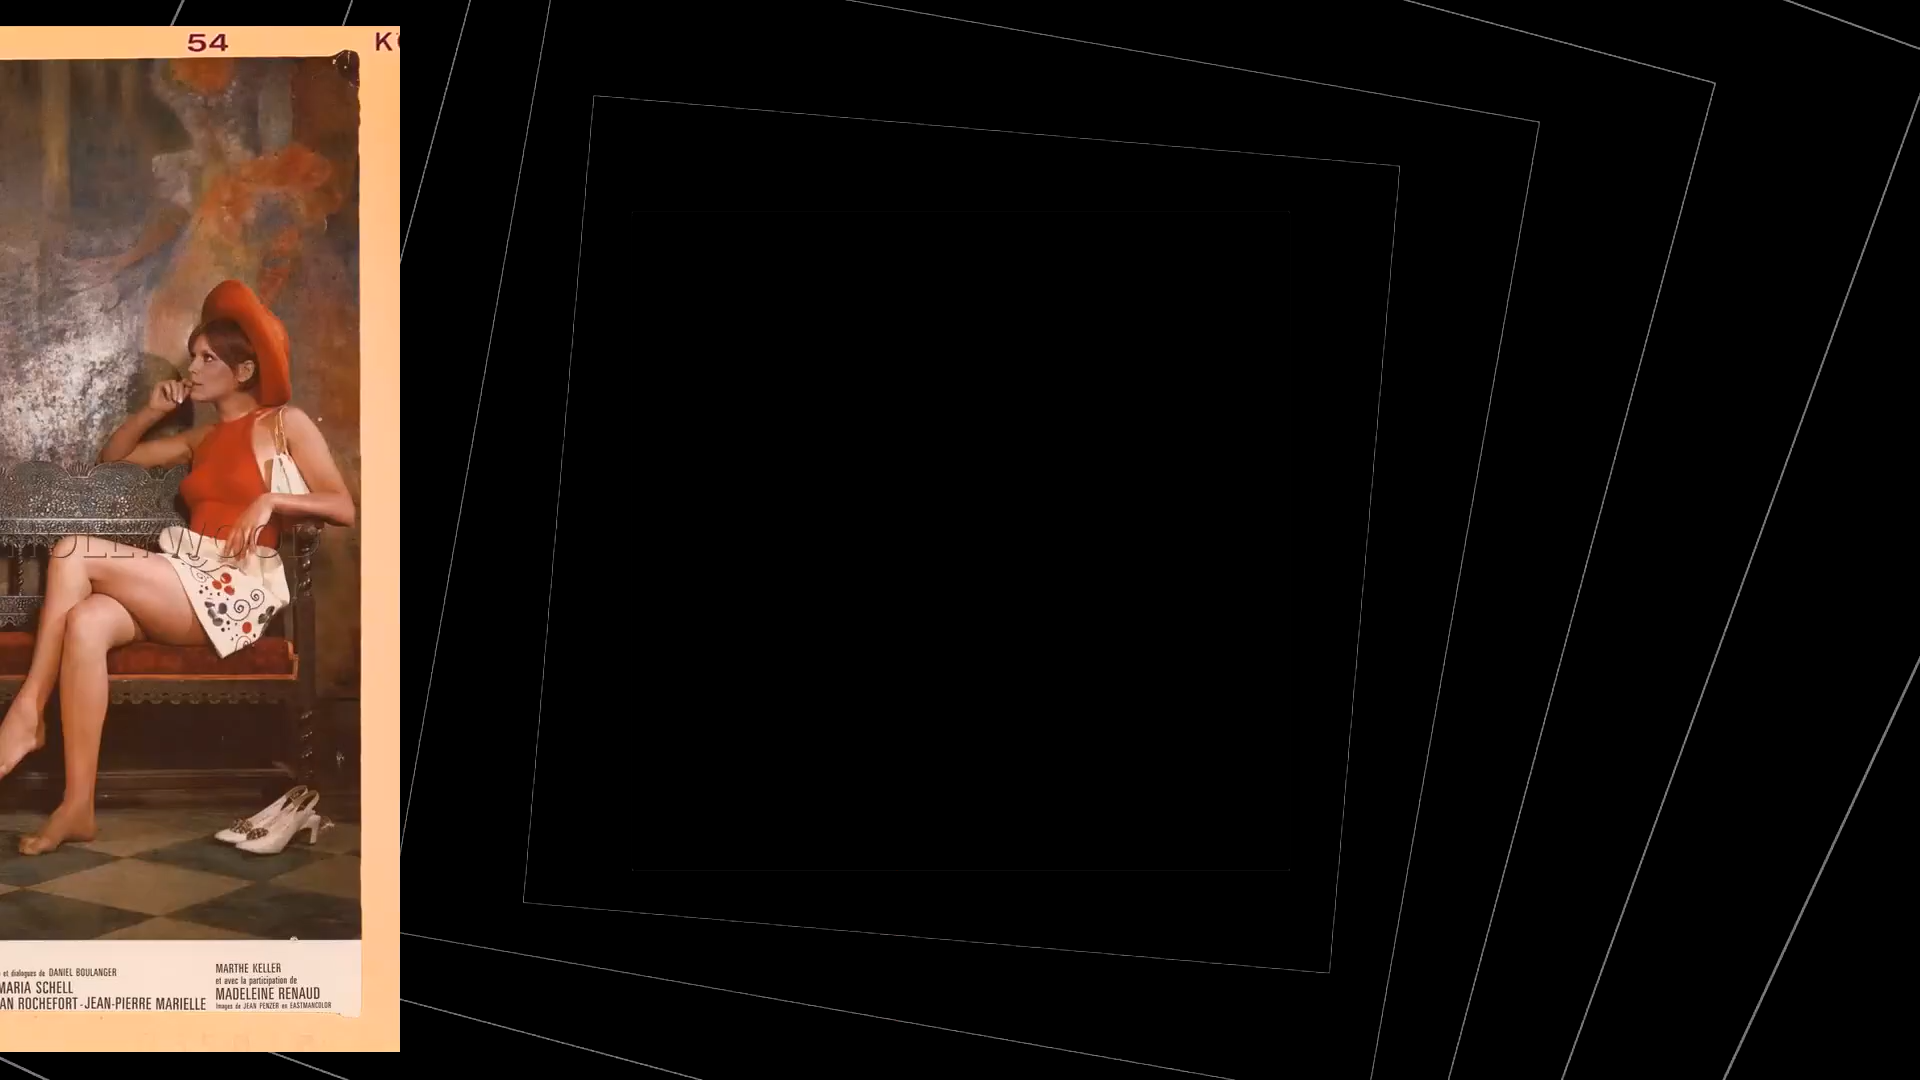 54 K
HOLLYWOOD
et dialogues de DANIEL BOULANGER
MARIA SCHELL
AN ROCHEFORT - JEAN-PIERRE MARIELLE
MARTHE KELLER
et avec la participation de
MADELEINE RENAUD
Images de JEAN PENZER en EASTMANCOLOR